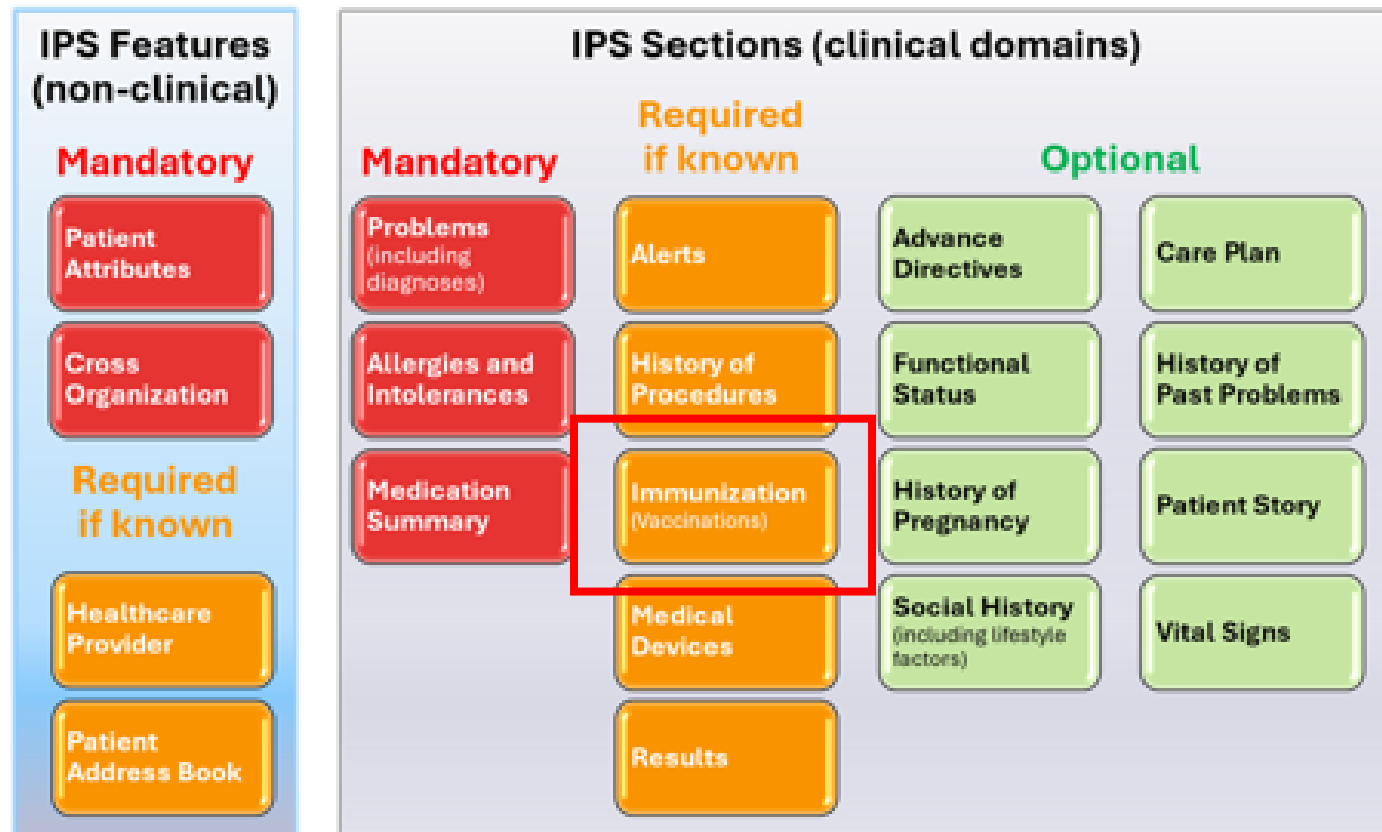 IPS Features
(non-clinical)
Mandatory
Patient
Attributes
Cross
Organization
Required
if known
Healthcare
Provider
Patient
Address Book
IPS Sections (clinical domains)
Mandatory
Problems
(including
diagnoses)
Allergies and
Intolerances
Medication
Summary
Required
if known
Alerts
History of
Procedures
Immunization
(Vaccinations)
Medical
Devices
Results
Optional
Advance
Directives
Functional
Status
History of
Pregnancy
Social History
(including lifestyle
factors)
Care Plan
History of
Past Problems
Patient Story
Vital Signs